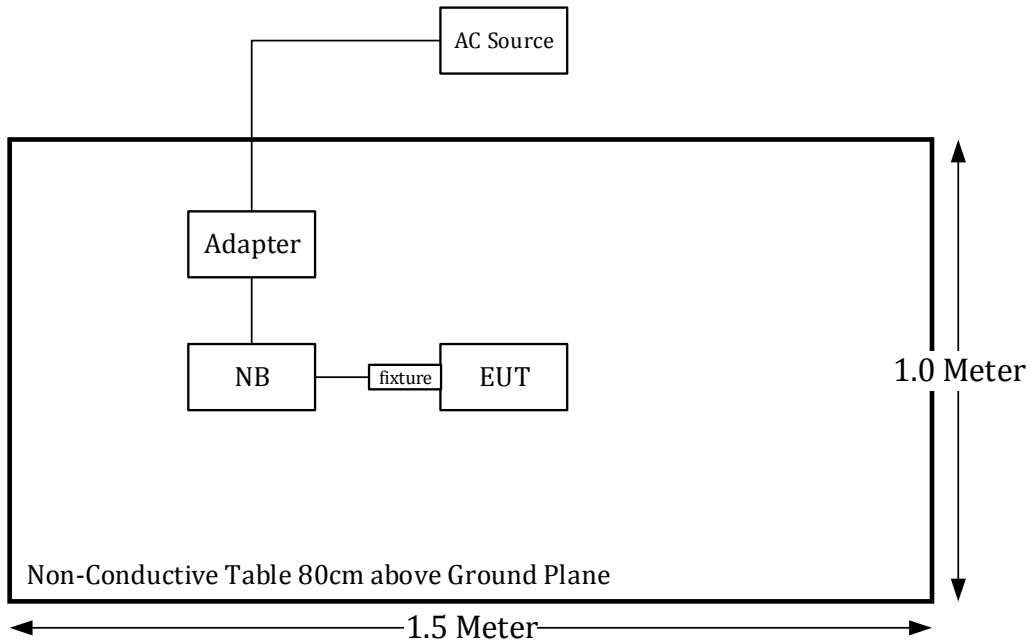 AC Source
Adapter
NB
fixture
EUT
1.0 Meter
Non-Conductive Table 80cm above Ground Plane
1.5 Meter